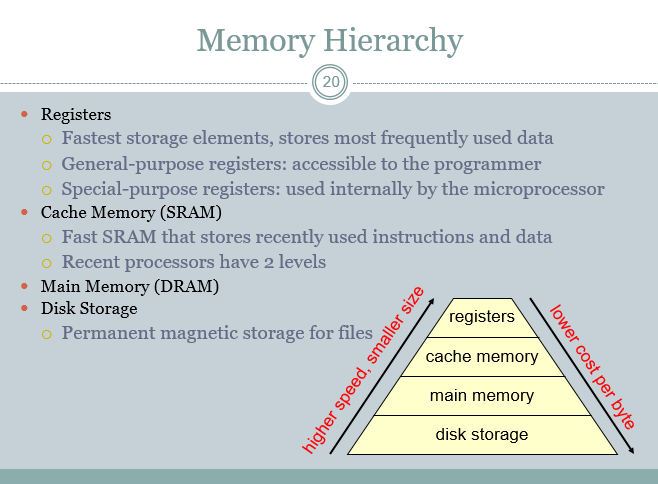 Memory Hierarchy
20
Registers
Fastest storage elements, stores most frequently used data
General-purpose registers: accessible to the programmer
Special-purpose registers: used internally by the microprocessor
Cache Memory (SRAM)
Fast SRAM that stores recently used instructions and data
Recent processors have 2 levels
Main Memory (DRAM)
Disk Storage
Permanent magnetic storage for files
higher speed, smaller size
registers
cache memory
main memory
disk storage
lower cost per byte